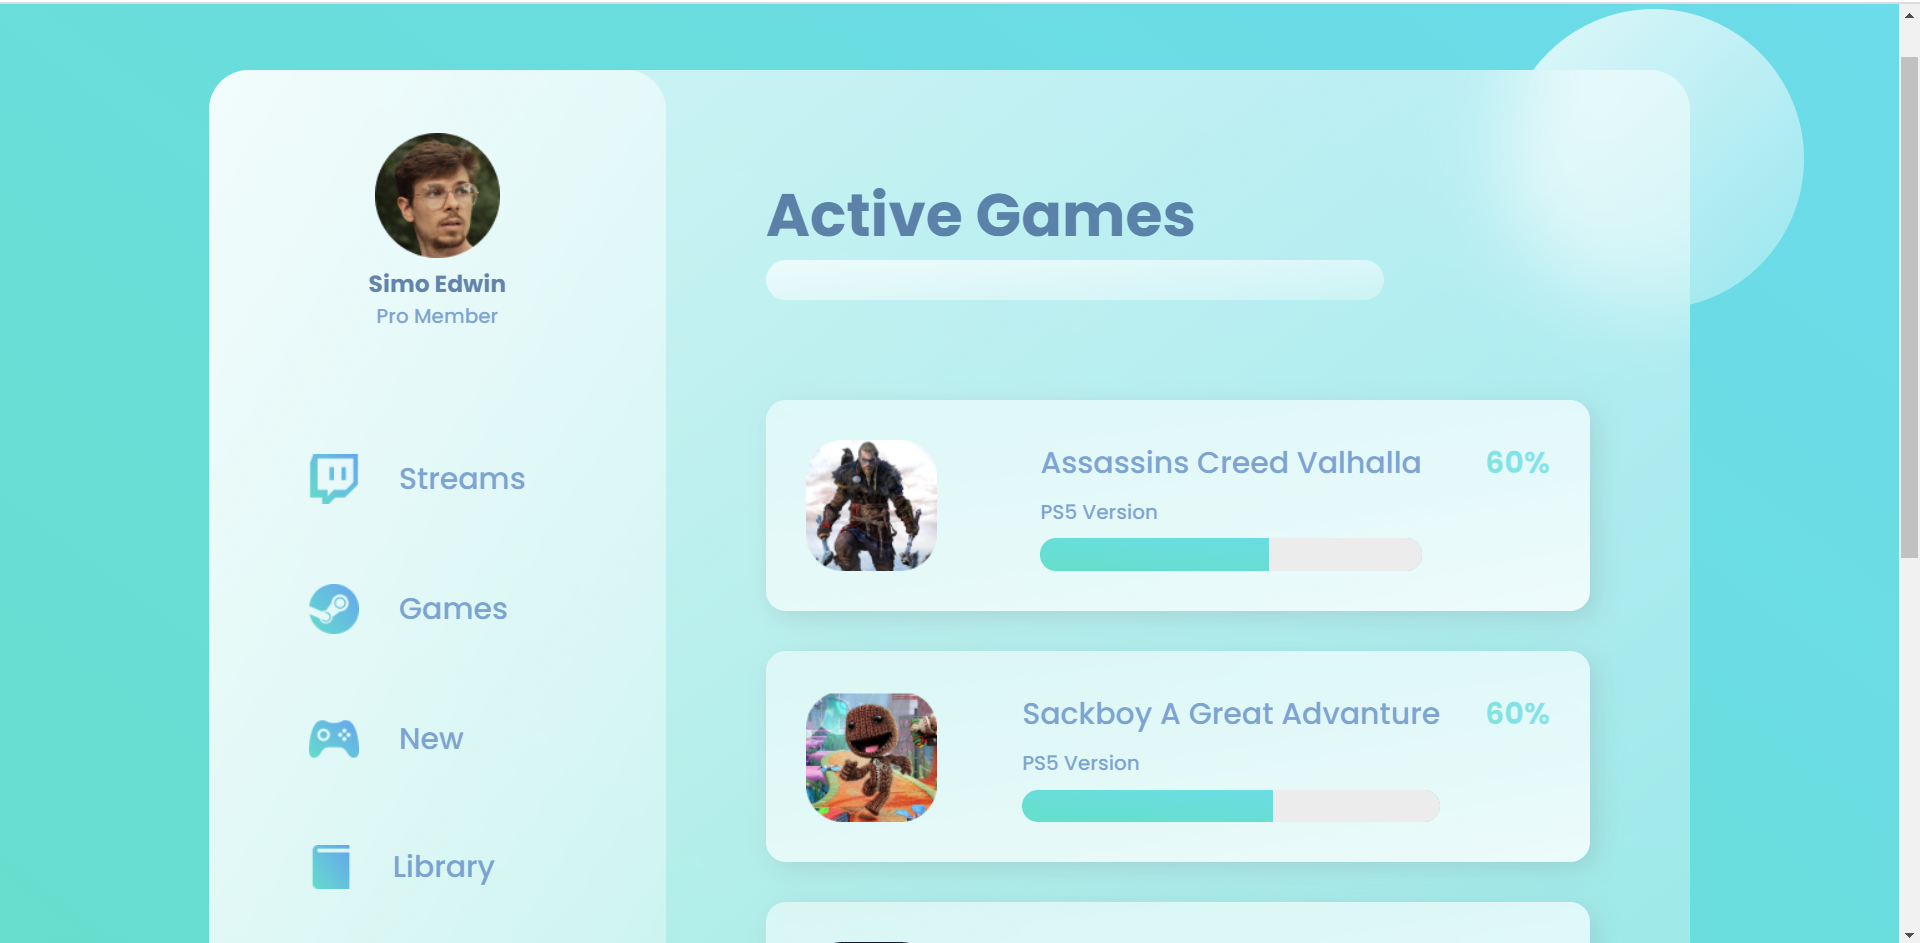 Simo Edwin
Pro Member
Streams
Games
New
Library
Active Games
Assassins Creed Valhalla
60%
PS5 Version
Sackboy A Great Advanture
60%
PS5 Version